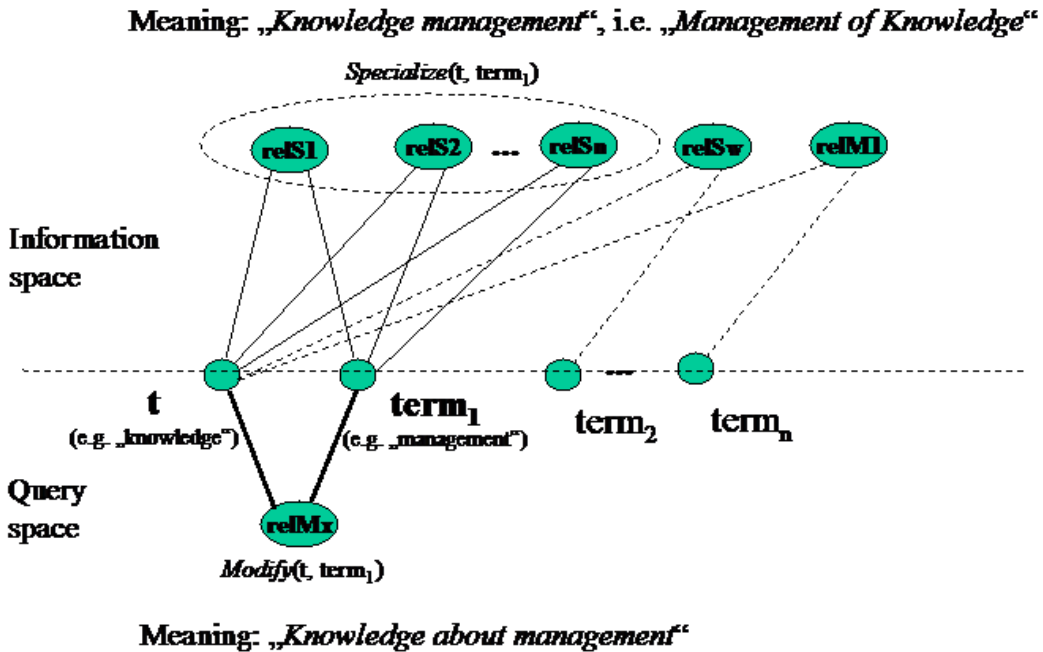 Meaning: „Knowledge management“, i.e. „Management of Knowledge“
Specialize(t, term1)
relS1 relS2 ... relSn relSw relM1
Information
space
...
t term1 term2 termn
(e.g. „knowledge“) (e.g. „management“)
Query
space
relMx
Modify(t, term1)
Meaning: „Knowledge about management“